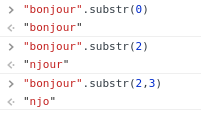 > "bonjour".substr(0)
<· "bonjour"
> "bonjour".substr(2)
<· "njour"
> "bonjour".substr(2,3)
<· "njo"